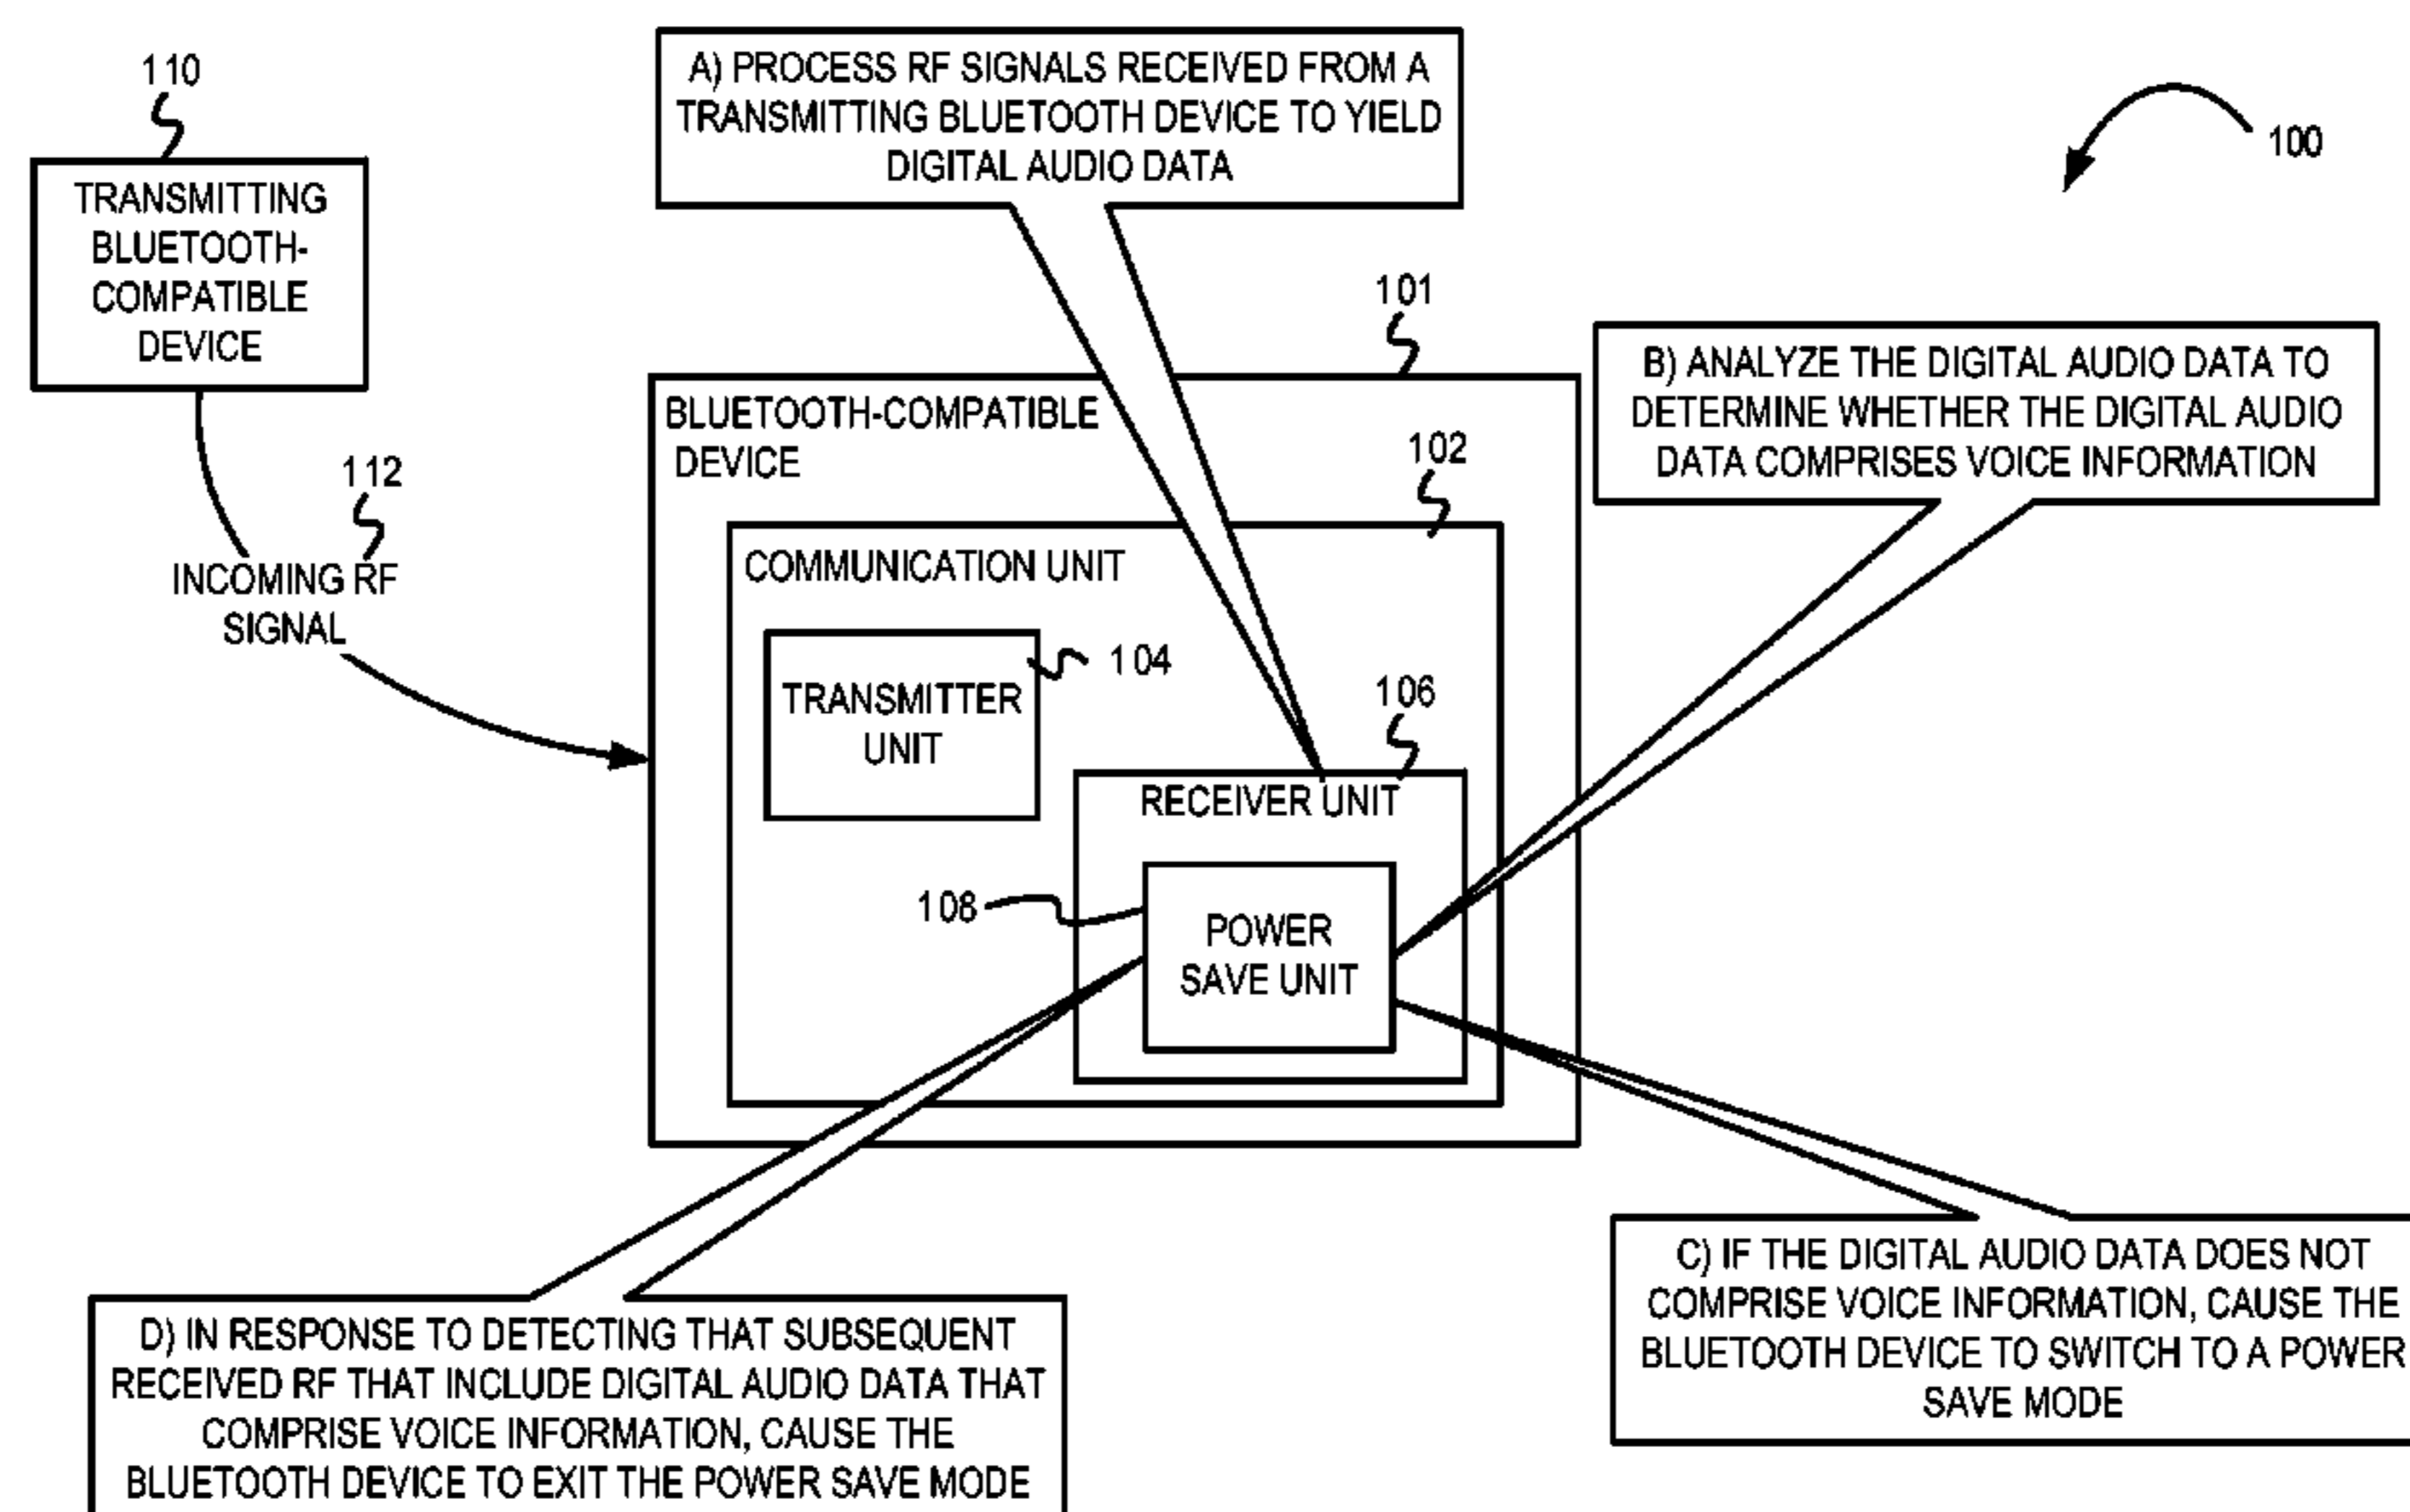 110
TRANSMITTING
BLUETOOTH-
COMPATIBLE
DEVICE
112
INCOMING RF
SIGNAL
A) PROCESS RF SIGNALS RECEIVED FROM A
TRANSMITTING BLUETOOTH DEVICE TO YIELD
DIGITAL AUDIO DATA
100
101
BLUETOOTH-COMPATIBLE
DEVICE
102
COMMUNICATION UNIT
104
TRANSMITTER
UNIT
106
RECEIVER UNIT
108
POWER
SAVE UNIT
B) ANALYZE THE DIGITAL AUDIO DATA TO
DETERMINE WHETHER THE DIGITAL AUDIO
DATA COMPRISES VOICE INFORMATION
C) IF THE DIGITAL AUDIO DATA DOES NOT
COMPRISE VOICE INFORMATION, CAUSE THE
BLUETOOTH DEVICE TO SWITCH TO A POWER
SAVE MODE
D) IN RESPONSE TO DETECTING THAT SUBSEQUENT
RECEIVED RF THAT INCLUDE DIGITAL AUDIO DATA THAT
COMPRISE VOICE INFORMATION, CAUSE THE
BLUETOOTH DEVICE TO EXIT THE POWER SAVE MODE